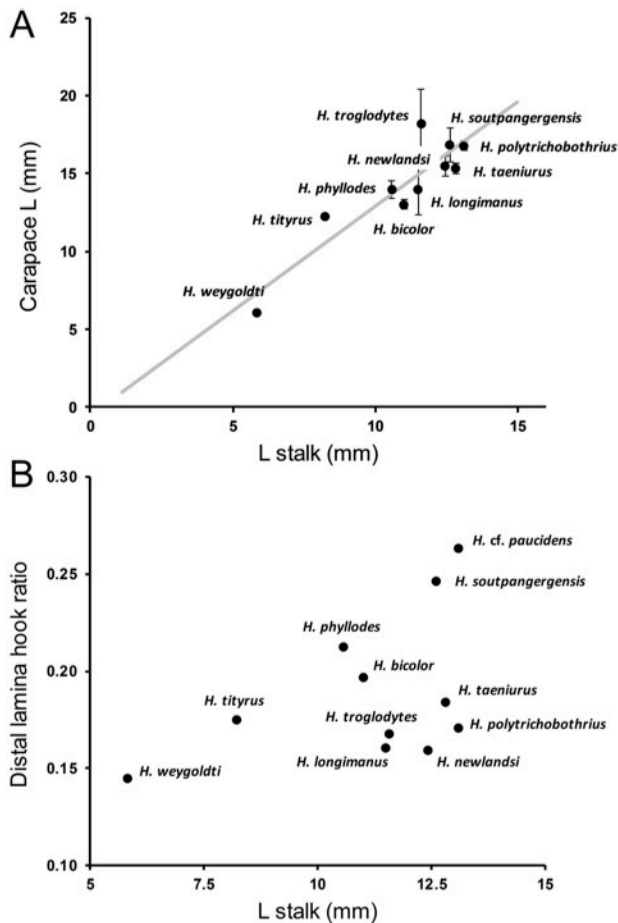 A
25
20
15
10
5
0
Carapace L (mm)
H. troglodytes
H. soutpangergensis
H. polytrichobothrius
H. newlandsi
H. taeniurus
H. phyllodes
H. longimanus
H. tityrus
H. bicolor
H. weygoldti
0 5 10 15
L stalk (mm)
B
0.30
0.25
0.20
0.15
0.10
Distal lamina hook ratio
H. cf. paucidens
H. soutpangergensis
H. phyllodes
H. bicolor
H. taeniurus
H. tityrus
H. troglodytes
H. polytrichobothrius
H. longimanus
H. newlandsi
H. weygoldti
5 7.5 10 12.5 15
L stalk (mm)